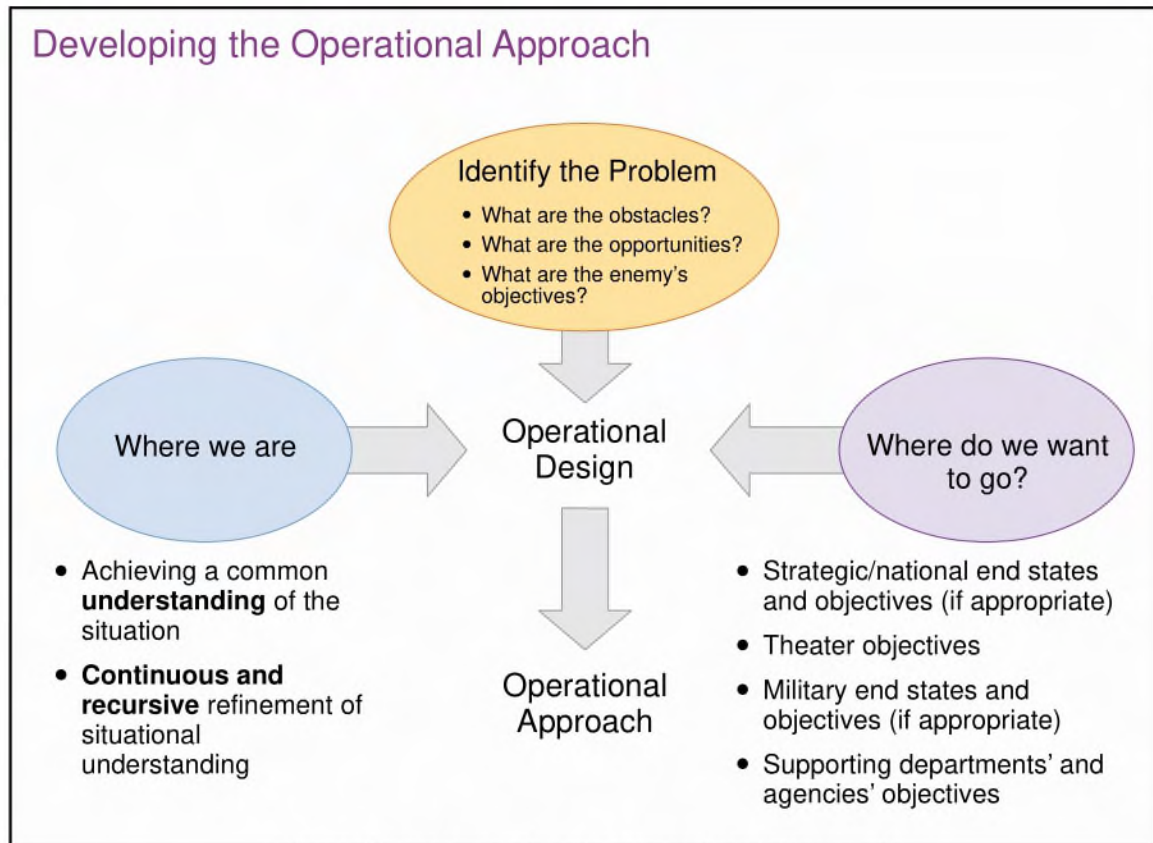 Developing the Operational Approach
Identify the Problem
• What are the obstacles?
• What are the opportunities?
• What are the enemy's
objectives?
Where we are
Operational
Design
Where do we want
to go?
• Achieving a common
understanding of the
situation
• Continuous and
recursive refinement of
situational
understanding
Operational
Approach
• Strategic/national end states
and objectives (if appropriate)
• Theater objectives
• Military end states and
objectives (if appropriate)
• Supporting departments' and
agencies' objectives